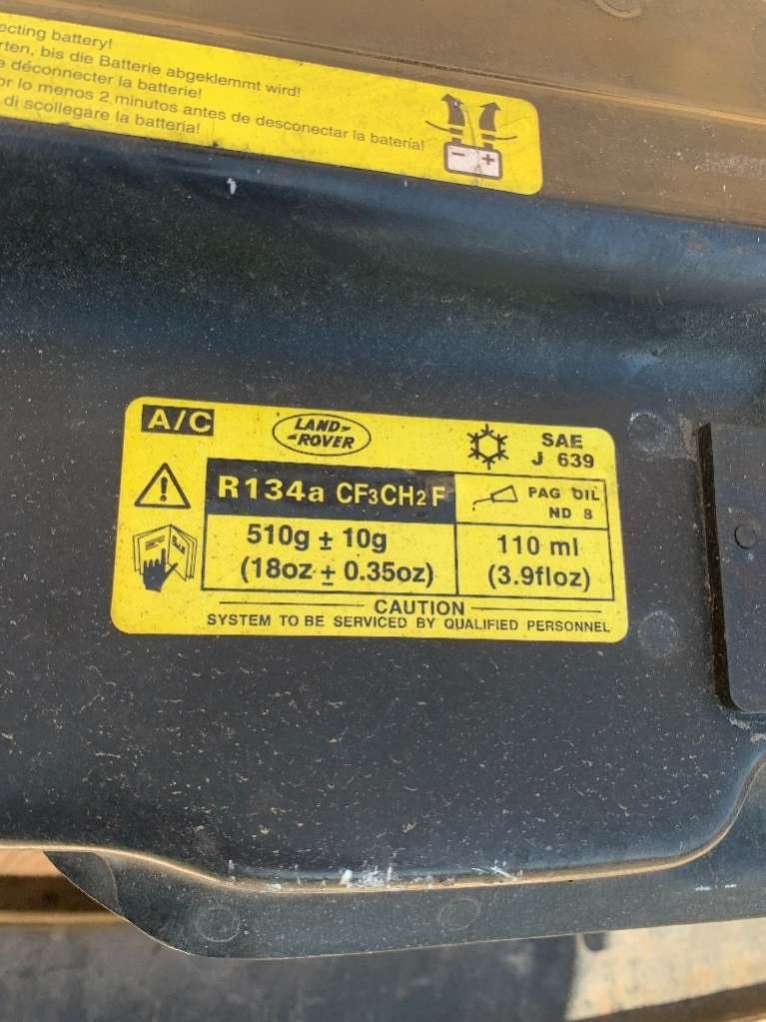 ecting battery!
rten, bis die Batterie abgeklemmt wird!
déconnecter la batterie!
or lo menos 2 minutos antes de desconectar la batería!
di scollegare la batteria!
A/C
LAND-
-ROVER
SAE
J 639
R134a CF₃CH₂F
PAG OIL
ND 8
510g ± 10g
(18oz ± 0.35oz)
110 ml
(3.9floz)
CAUTION
SYSTEM TO BE SERVICED BY QUALIFIED PERSONNEL